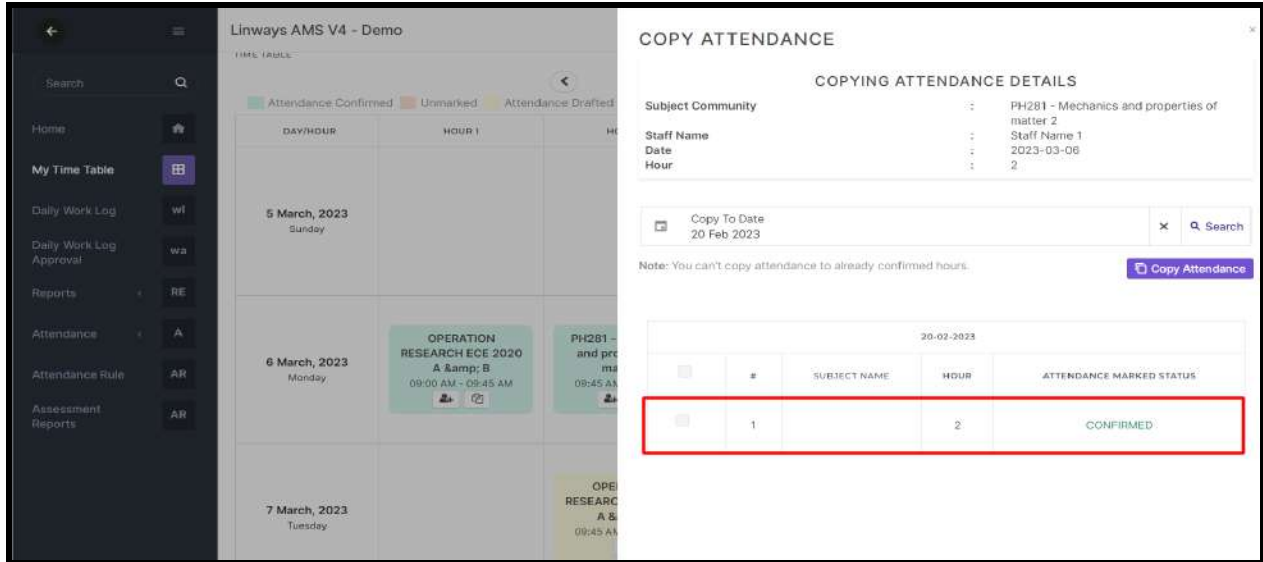 Linways AMS V4 - Demo
TIME TABLE
Search
Home
My Time Table
Daily Work Log
wl
Daily Work Log
Approval
wa
Reports
RE
Attendance
A
Attendance Rule
AR
Assessment
Reports
AR
Attendance Confirmed
Unmarked
Attendance Drafted
DAY/HOUR
HOUR 1
HO
5 March, 2023
Sunday
6 March, 2023
Monday
OPERATION
RESEARCH ECE 2020
A &amp; B
09:00 AM - 09:45 AM
PH281 -
and pro
ma
09:45 AM
7 March, 2023
Tuesday
OPE
RESEARC
A &
09:45 AM
COPY ATTENDANCE
×
COPYING ATTENDANCE DETAILS
Subject Community : PH281 - Mechanics and properties of
matter 2
Staff Name : Staff Name 1
Date : 2023-03-06
Hour : 2
Copy To Date
20 Feb 2023
× Search
Note: You can't copy attendance to already confirmed hours.
Copy Attendance
20-02-2023
# SUBJECT NAME HOUR ATTENDANCE MARKED STATUS
1 2 CONFIRMED